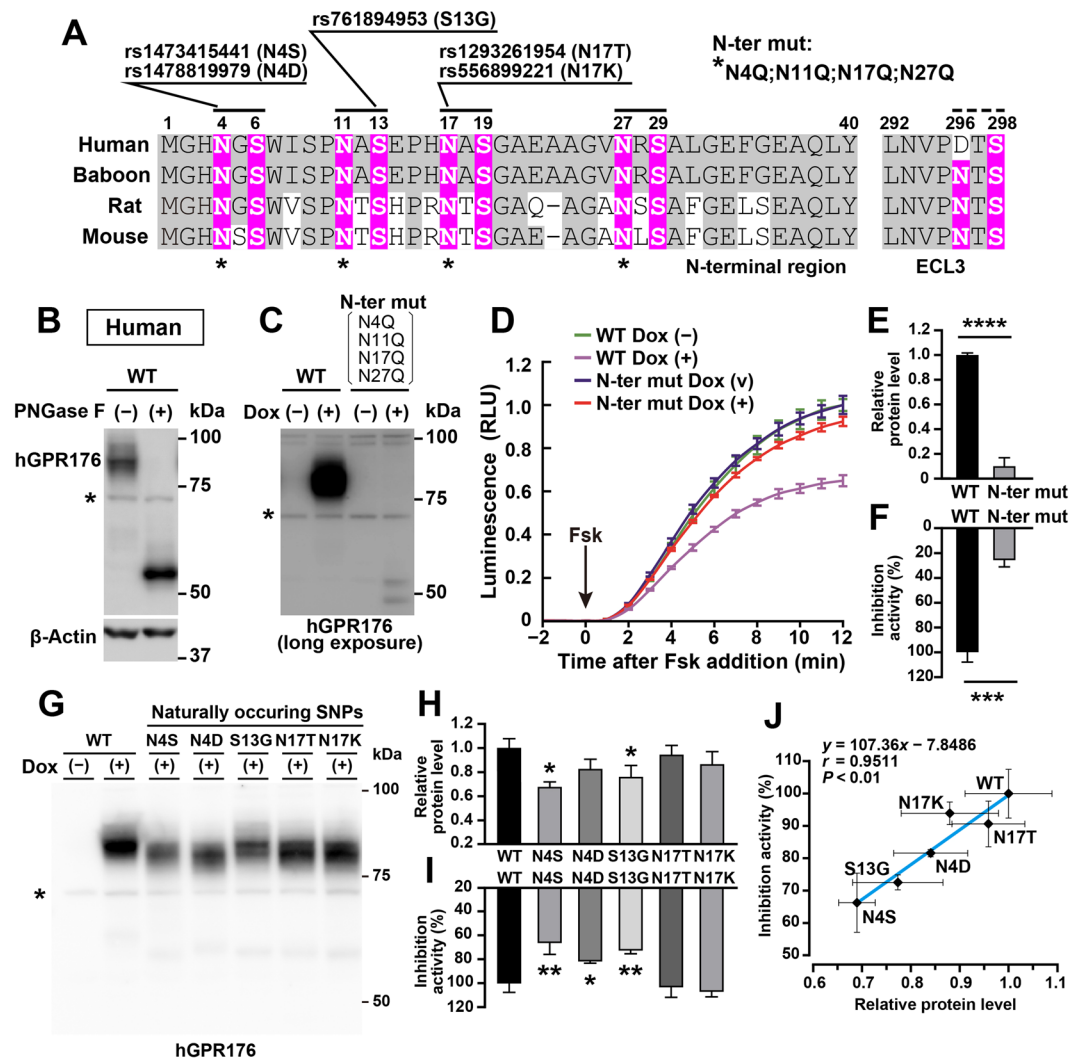 A
rs761894953 (S13G)
rs1473415441 (N4S)
rs1478819979 (N4D)
rs1293261954 (N17T)
rs556899221 (N17K)
N-ter mut:
*N4Q;N11Q;N17Q;N27Q
1 4 6 11 13 17 19 27 29 40 292 296 298
Human MGHNGSWISPNASEPHNASGAEAAGVNRSALGEFGEAQLY LNVPDTS
Baboon MGHNGSWISPNASEPHNASGAEAAGVNRSALGEFGEAQLY LNVPNTS
Rat MGHNGSWVSPNTSHPRNTSGAQ-AGANSSAFGELSEAQLY LNVPNTS
Mouse MGHNSSWVSPNTSHPRNTSGAE-AGANLSAFGELSEAQLY LNVPNTS
* * * * N-terminal region ECL3
B
Human
WT
PNGase F (−) (+) kDa
100
hGPR176
75
*
50
β-Actin
37
C
N-ter mut
N4Q
N11Q
N17Q
N27Q
WT
Dox (−) (+) (−) (+) kDa
100
75
*
50
hGPR176
(long exposure)
D
WT Dox (−)
WT Dox (+)
N-ter mut Dox (v)
N-ter mut Dox (+)
Luminescence (RLU)
1.2
1.0
0.8
0.6
0.4
0.2
0
Fsk
−2 0 2 4 6 8 10 12
Time after Fsk addition (min)
E
Relative
protein level
1.2
1.0
0.8
0.6
0.4
0.2
0
****
WT N-ter mut
F
WT N-ter mut
Inhibition
activity (%)
0
20
40
60
80
100
120
***
G
Naturally occuring SNPs
WT N4S N4D S13G N17T N17K
Dox (−) (+) (+) (+) (+) (+) (+) kDa
100
75
*
50
hGPR176
H
Relative
protein level
1.2
1.0
0.8
0.6
0.4
0.2
* *
WT N4S N4D S13G N17T N17K
I
Inhibition
activity (%)
20
40
60
80
100
120
** * **
J
y = 107.36x − 7.8486
r = 0.9511
P < 0.01
Inhibition activity (%)
110
100
90
80
70
60
50
WT
N17K
N17T
N4D
S13G
N4S
0.6 0.7 0.8 0.9 1.0 1.1
Relative protein level